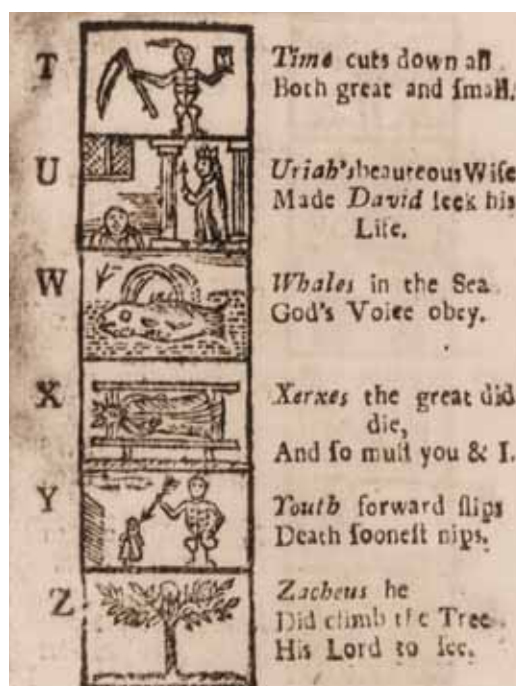 T
Time cuts down all
Both great and ſmall.
U
Uriah's beauteous Wife
Made David ſeek his
Life.
W
Whales in the Sea
God's Voice obey.
X
Xerxes the great did
die,
And ſo muſt you & I.
Y
Youth forward ſlips
Death ſooneſt nips.
Z
Zacheus he
Did climb the Tree
His Lord to ſee.